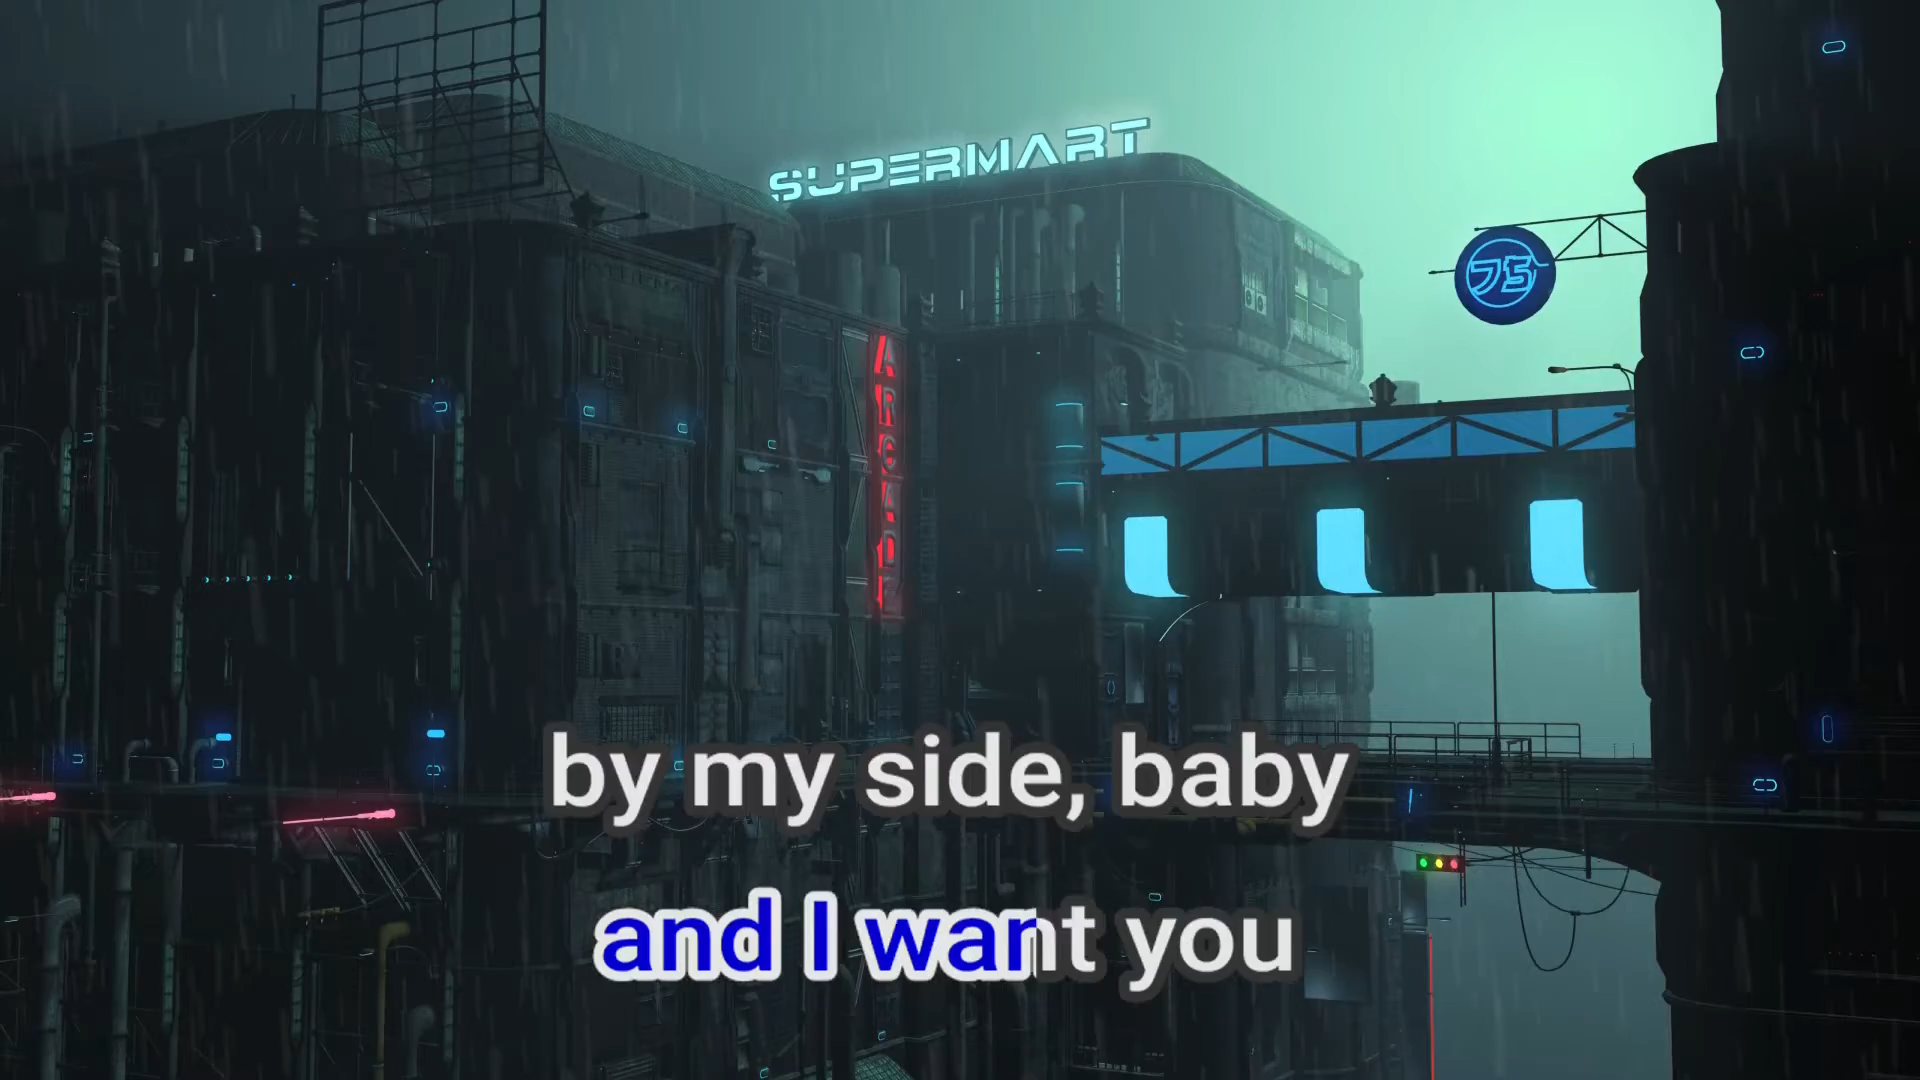 SUPERMART
75
ARCADE
by my side, baby
and I want you